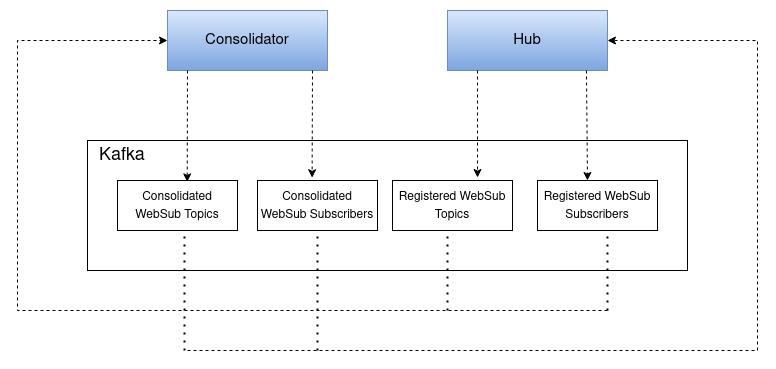 Consolidator
Hub
Kafka
Consolidated
WebSub Topics
Consolidated
WebSub Subscribers
Registered WebSub
Topics
Registered WebSub
Subscribers